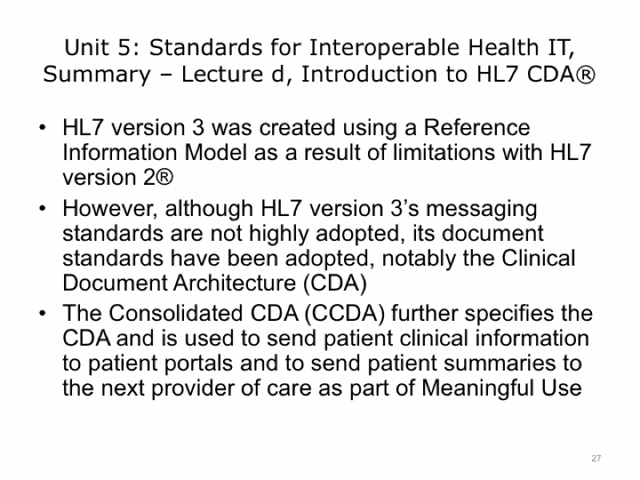 Unit 5: Standards for Interoperable Health IT,
Summary – Lecture d, Introduction to HL7 CDA®
• HL7 version 3 was created using a Reference
Information Model as a result of limitations with HL7
version 2®
• However, although HL7 version 3's messaging
standards are not highly adopted, its document
standards have been adopted, notably the Clinical
Document Architecture (CDA)
• The Consolidated CDA (CCDA) further specifies the
CDA and is used to send patient clinical information
to patient portals and to send patient summaries to
the next provider of care as part of Meaningful Use
27